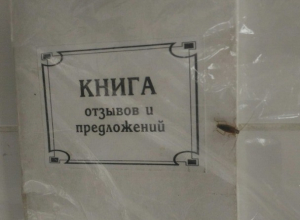 КНИГА
отзывов и
предложений